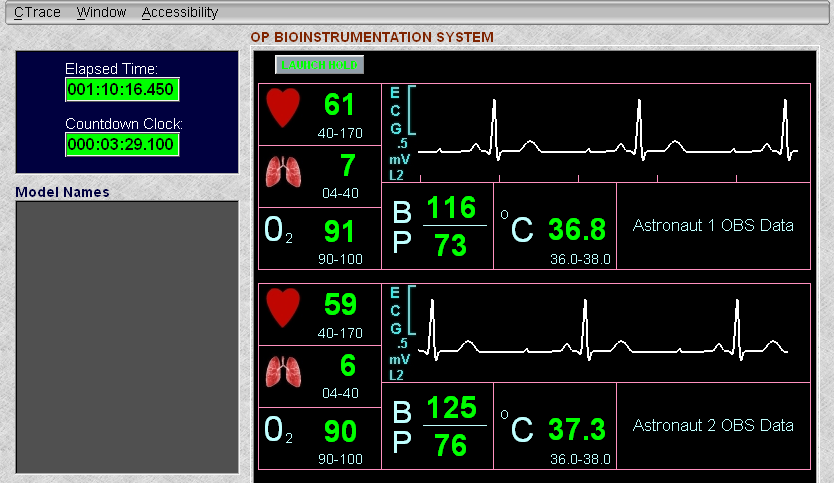 CTrace Window Accessibility
OP BIOINSTRUMENTATION SYSTEM
Elapsed Time:
001:10:16.450
Countdown Clock:
000:03:29.100
Model Names
LAUNCH HOLD
61
40-170
7
04-40
O2
91
90-100
E
C
G
.5
mV
L2
B
P
116
73
°C
36.8
36.0-38.0
Astronaut 1 OBS Data
59
40-170
6
04-40
O2
90
90-100
E
C
G
.5
mV
L2
B
P
125
76
°C
37.3
36.0-38.0
Astronaut 2 OBS Data